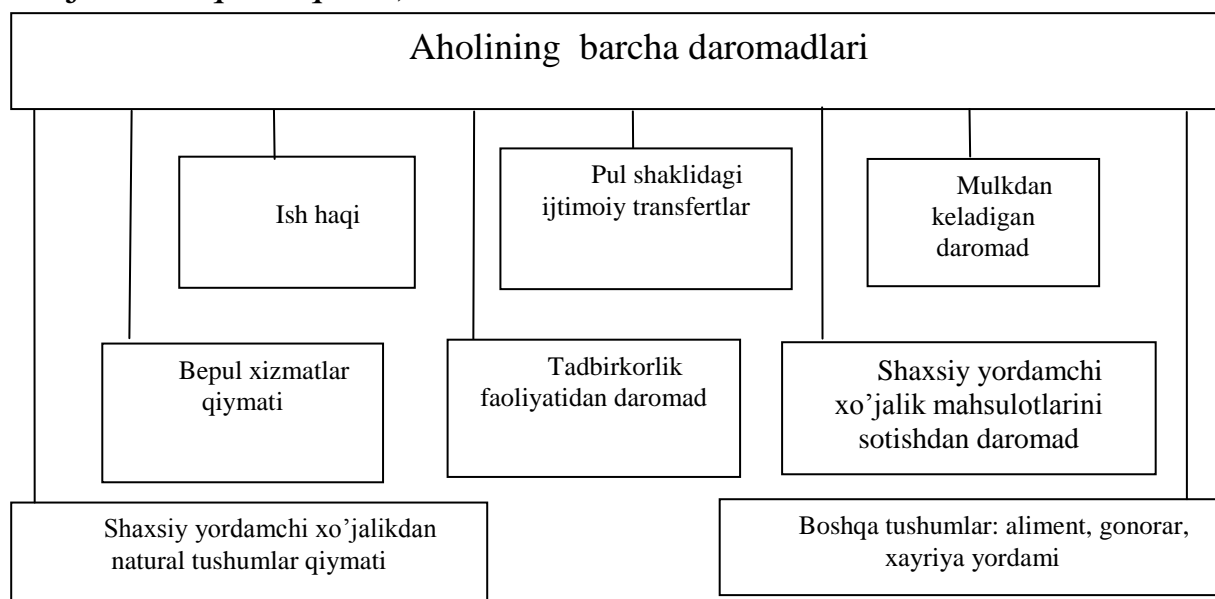 Aholining barcha daromadlari
Ish haqi
Pul shaklidagi
ijtimoiy transfertlar
Mulkdan
keladigan
daromad
Bepul xizmatlar
qiymati
Tadbirkorlik
faoliyatidan daromad
Shaxsiy yordamchi
xo’jalik mahsulotlarini
sotishdan daromad
Shaxsiy yordamchi xo’jalikdan
natural tushumlar qiymati
Boshqa tushumlar: aliment, gonorar,
xayriya yordami